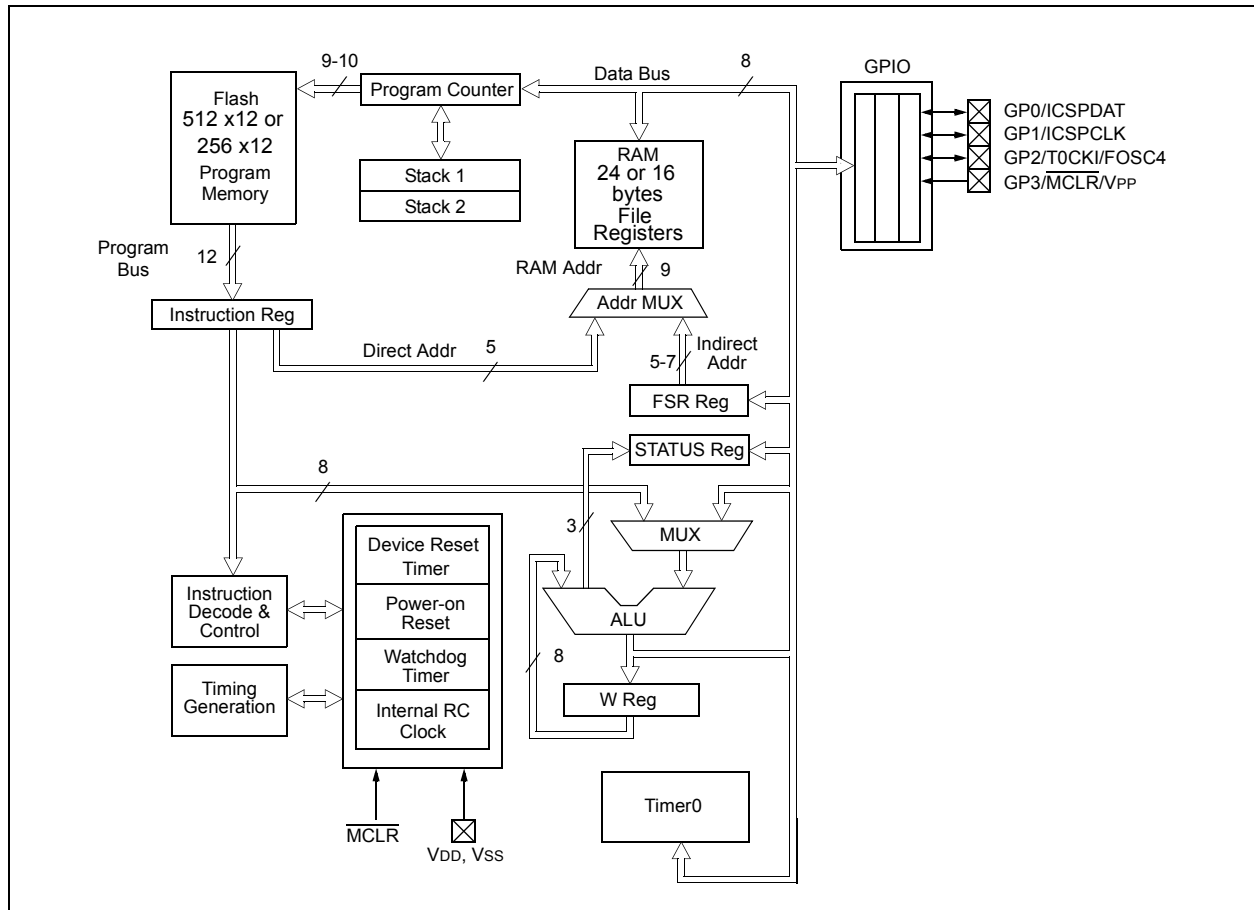 9-10
Program Counter
Data Bus
8
GPIO
Flash
512 x12 or
256 x12
Program
Memory
GP0/ICSPDAT
GP1/ICSPCLK
GP2/T0CKI/FOSC4
GP3/MCLR/VPP
RAM
24 or 16
bytes
File
Registers
Stack 1
Stack 2
Program
Bus
12
RAM Addr
9
Addr MUX
Instruction Reg
Direct Addr
5
Indirect
Addr
5-7
FSR Reg
STATUS Reg
8
3
MUX
Device Reset
Timer
Power-on
Reset
Watchdog
Timer
Internal RC
Clock
Instruction
Decode &
Control
Timing
Generation
ALU
8
W Reg
Timer0
MCLR
VDD, VSS